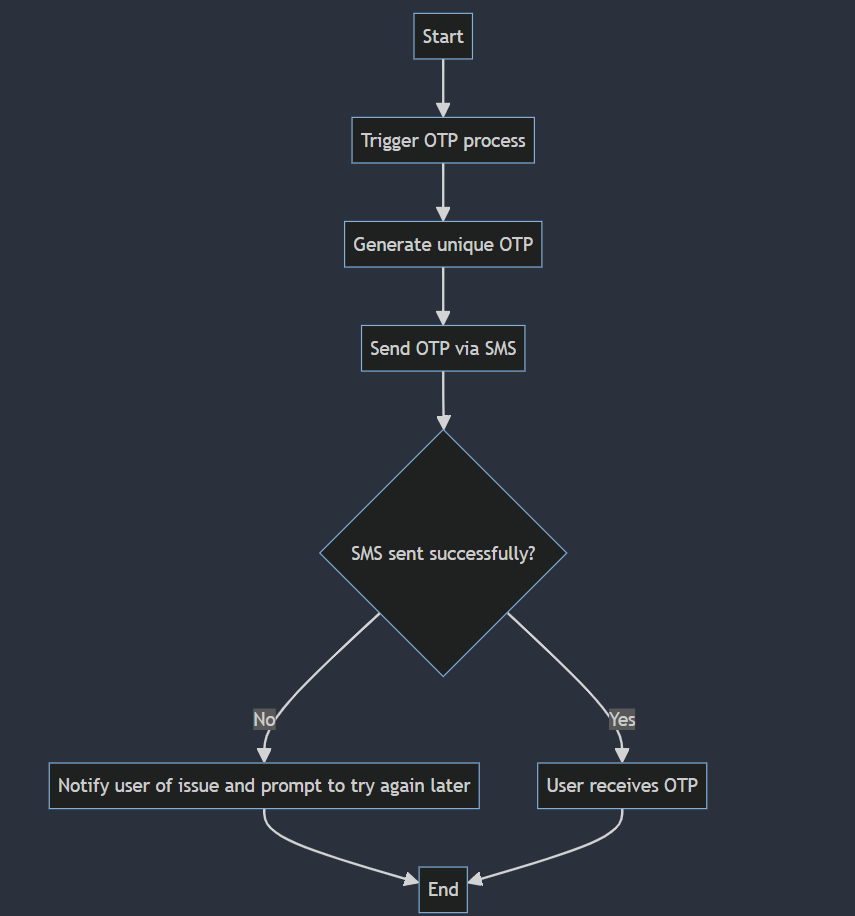 Start
Trigger OTP process
Generate unique OTP
Send OTP via SMS
SMS sent successfully?
No
Yes
Notify user of issue and prompt to try again later
User receives OTP
End